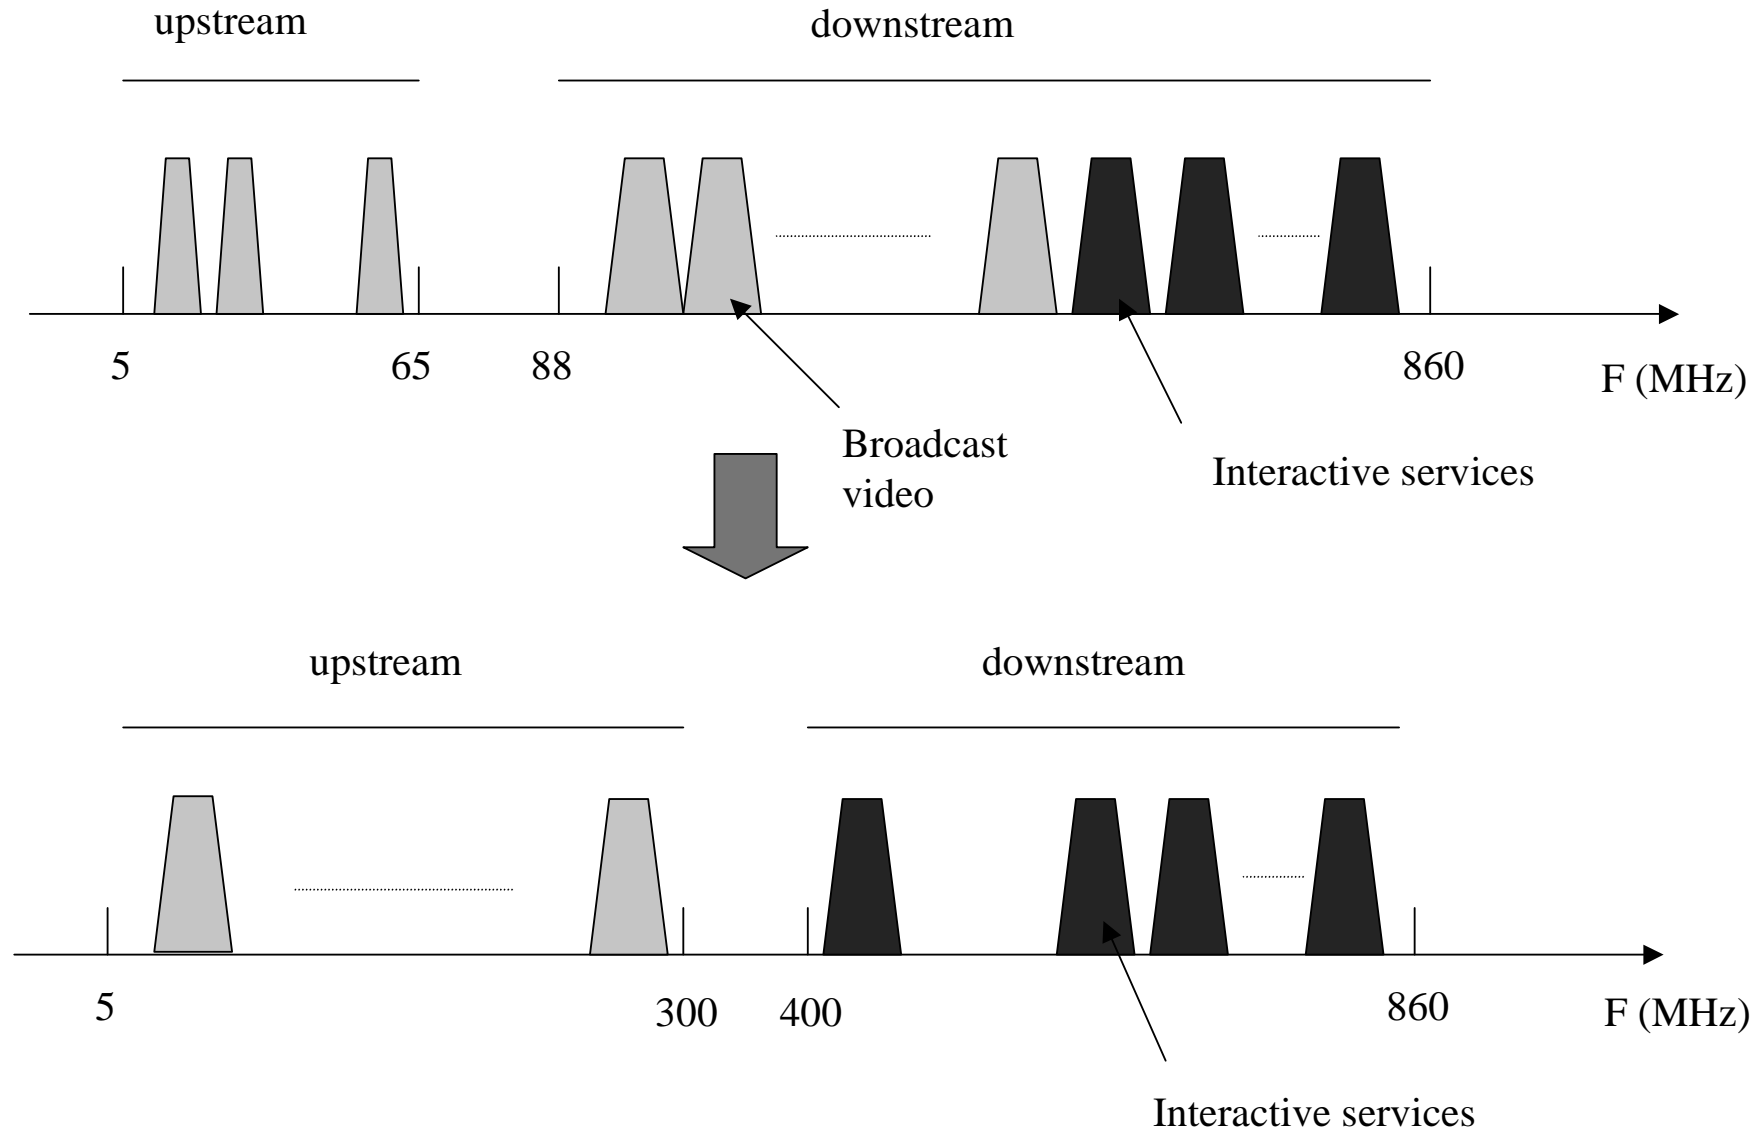 upstream
downstream
5
65
88
860
F (MHz)
Broadcast
video
Interactive services
upstream
downstream
5
300
400
860
F (MHz)
Interactive services